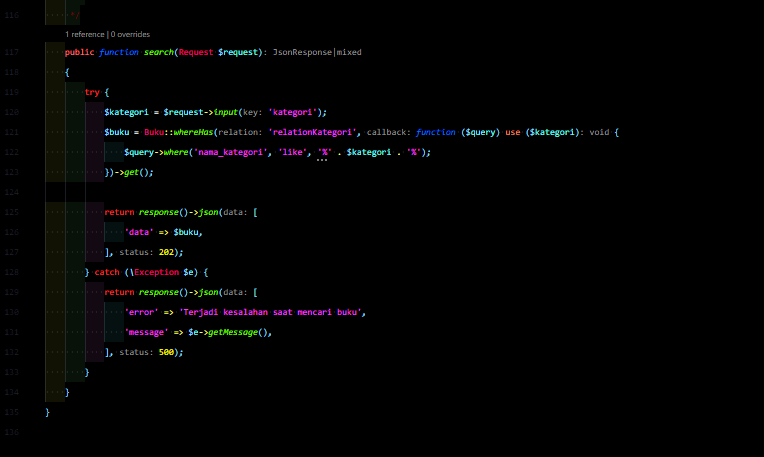 116 */
1 reference | 0 overrides
117 public function search(Request $request): JsonResponse|mixed
118 {
119 try {
120 $kategori = $request->input(key: 'kategori');
121 $buku = Buku::whereHas(relation: 'relationKategori', callback: function ($query) use ($kategori): void {
122 $query->where('nama_kategori', 'like', '%' . $kategori . '%');
123 })->get();
124
125 return response()->json(data: [
126 'data' => $buku,
127 ], status: 202);
128 } catch (\Exception $e) {
129 return response()->json(data: [
130 'error' => 'Terjadi kesalahan saat mencari buku',
131 'message' => $e->getMessage(),
132 ], status: 500);
133 }
134 }
135 }
136